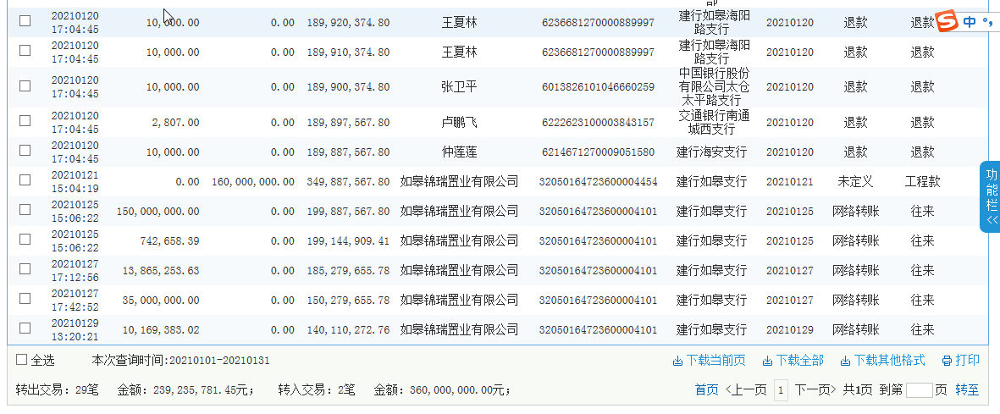 部
20210120 17:04:45 10,000.00 0.00 189,920,374.80 王夏林 6236681270000889997 建行如皋海阳路支行 20210120 退款 退款
20210120 17:04:45 10,000.00 0.00 189,910,374.80 王夏林 6236681270000889997 建行如皋海阳路支行 20210120 退款 退款
20210120 17:04:45 10,000.00 0.00 189,900,374.80 张卫平 6013826101046660259 中国银行股份有限公司太仓太平路支行 20210120 退款 退款
20210120 17:04:45 2,807.00 0.00 189,897,567.80 卢鹏飞 6222623100003843157 交通银行南通城西支行 20210120 退款 退款
20210120 17:04:45 10,000.00 0.00 189,887,567.80 仲莲莲 6214671270009051580 建行海安支行 20210120 退款 退款
20210121 15:04:19 0.00 160,000,000.00 349,887,567.80 如皋锦瑞置业有限公司 32050164723600004454 建行如皋支行 20210121 未定义 工程款
20210125 15:06:22 150,000,000.00 0.00 199,887,567.80 如皋锦瑞置业有限公司 32050164723600004101 建行如皋支行 20210125 网络转账 往来
20210125 15:06:22 742,658.39 0.00 199,144,909.41 如皋锦瑞置业有限公司 32050164723600004101 建行如皋支行 20210125 网络转账 往来
20210127 17:12:56 13,865,253.63 0.00 185,279,655.78 如皋锦瑞置业有限公司 32050164723600004101 建行如皋支行 20210127 网络转账 往来
20210127 17:42:52 35,000,000.00 0.00 150,279,655.78 如皋锦瑞置业有限公司 32050164723600004101 建行如皋支行 20210127 网络转账 往来
20210129 13:20:21 10,169,383.02 0.00 140,110,272.76 如皋锦瑞置业有限公司 32050164723600004101 建行如皋支行 20210129 网络转账 往来
全选 本次查询时间:20210101-20210131 下载当前页 下载全部 下载其他格式 打印
转出交易：29笔 金额：239,235,781.45元； 转入交易：2笔 金额：360,000,000.00元； 首页 <上一页 1 下一页> 共1页 到第 页 转至
S 中 °，
功能栏 <<